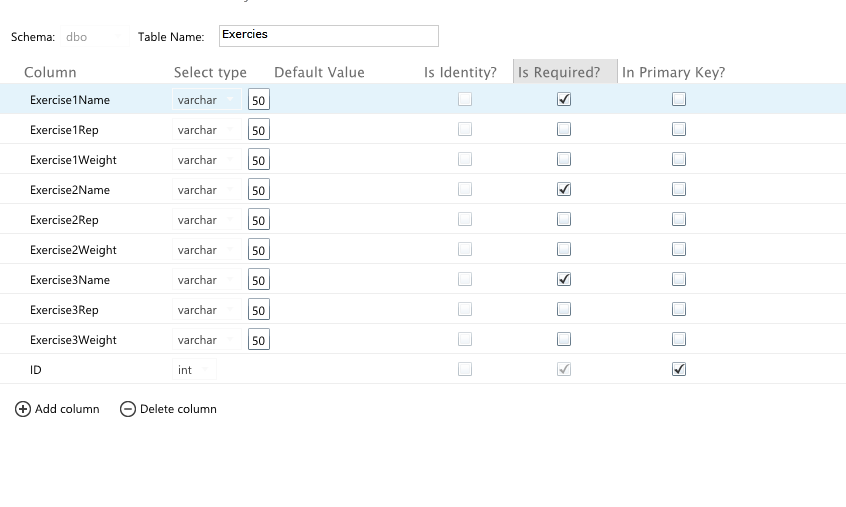 Schema: dbo Table Name: Exercies
Column Select type Default Value Is Identity? Is Required? In Primary Key?
Exercise1Name varchar 50
Exercise1Rep varchar 50
Exercise1Weight varchar 50
Exercise2Name varchar 50
Exercise2Rep varchar 50
Exercise2Weight varchar 50
Exercise3Name varchar 50
Exercise3Rep varchar 50
Exercise3Weight varchar 50
ID int
Add column Delete column